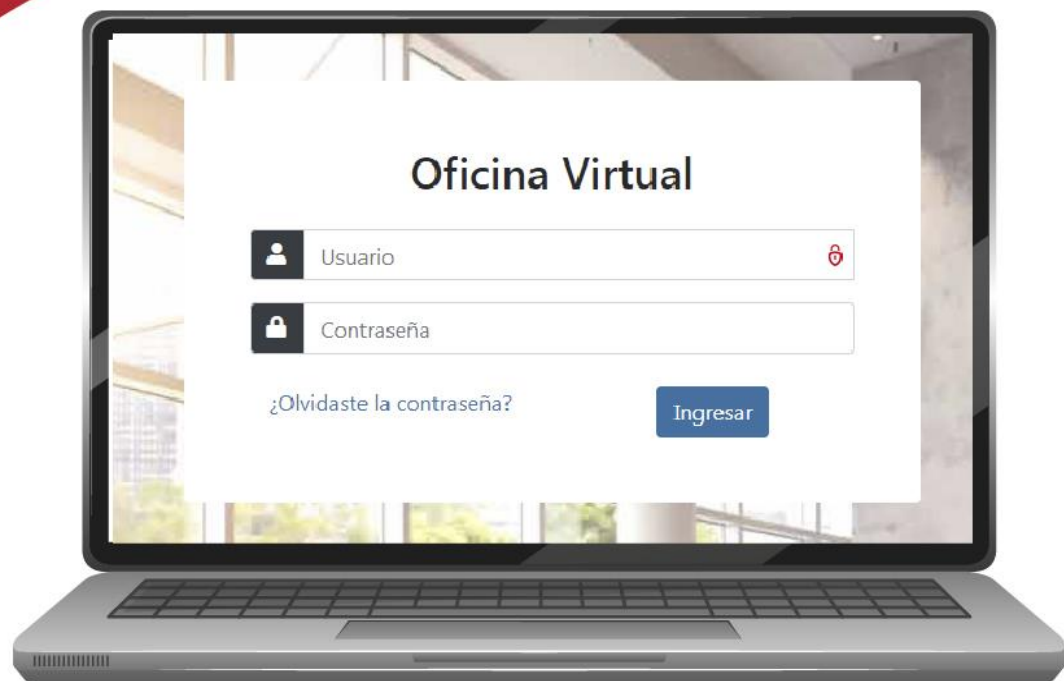 Oficina Virtual
Usuario
Contraseña
¿Olvidaste la contraseña?
Ingresar